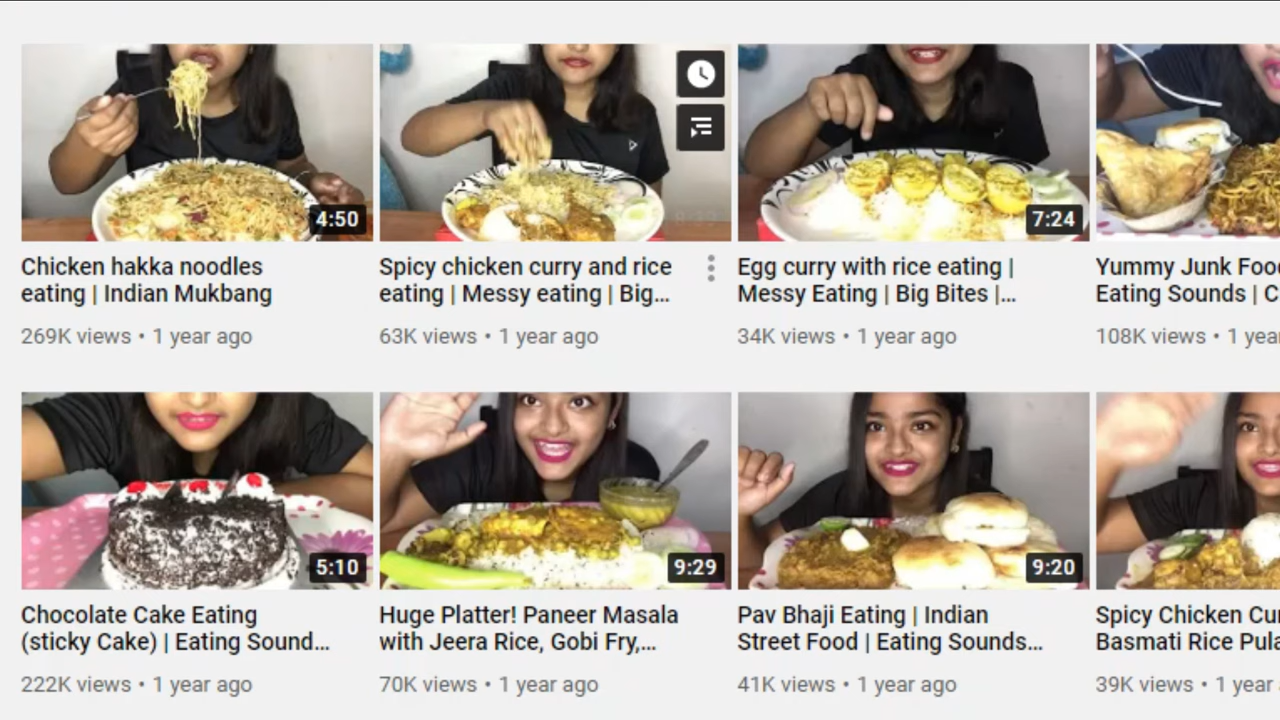 4:50
7:24
Chicken hakka noodles
eating | Indian Mukbang
269K views • 1 year ago
Spicy chicken curry and rice
eating | Messy eating | Big...
63K views • 1 year ago
Egg curry with rice eating |
Messy Eating | Big Bites |...
34K views • 1 year ago
Yummy Junk Food
Eating Sounds | C
108K views • 1 year
5:10
9:29
9:20
Chocolate Cake Eating
(sticky Cake) | Eating Sound...
222K views • 1 year ago
Huge Platter! Paneer Masala
with Jeera Rice, Gobi Fry,...
70K views • 1 year ago
Pav Bhaji Eating | Indian
Street Food | Eating Sounds...
41K views • 1 year ago
Spicy Chicken Cur
Basmati Rice Pula
39K views • 1 year